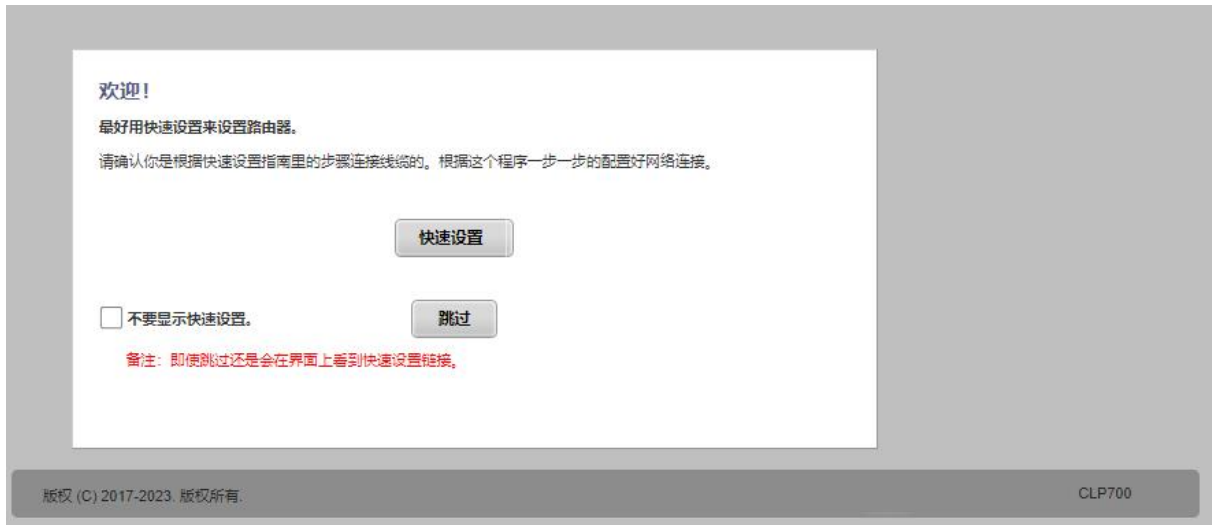 欢迎！
最好用快速设置来设置路由器。
请确认你是根据快速设置指南里的步骤连接线缆的。根据这个程序一步一步的配置好网络连接。
快速设置
不要显示快速设置。
跳过
备注：即使跳过还是会在界面上看到快速设置链接。
版权 (C) 2017-2023. 版权所有.
CLP700